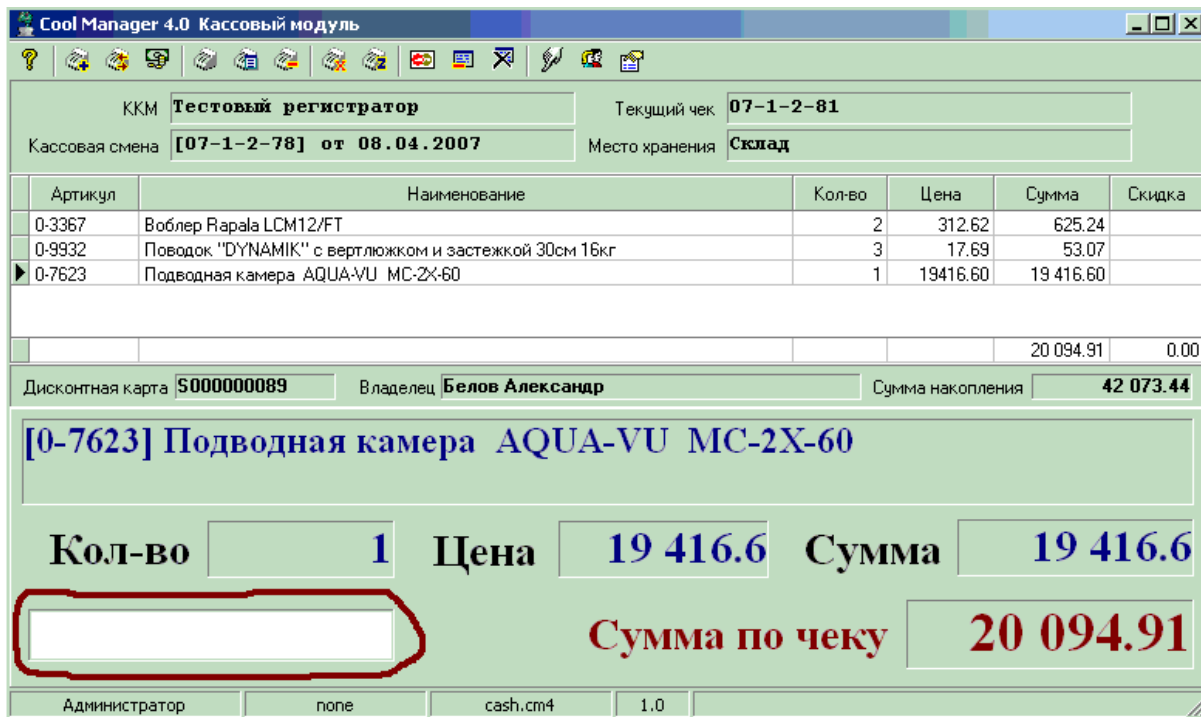 Cool Manager 4.0 Кассовый модуль
ККМ Тестовый регистратор Текущий чек 07-1-2-81
Кассовая смена [07-1-2-78] от 08.04.2007 Место хранения Склад
Артикул Наименование Кол-во Цена Сумма Скидка
0-3367 Воблер Rapala LCM12/FT 2 312.62 625.24
0-9932 Поводок "DYNAMIK" с вертлюжком и застежкой 30см 16кг 3 17.69 53.07
0-7623 Подводная камера AQUA-VU MC-2X-60 1 19416.60 19 416.60
20 094.91 0.00
Дисконтная карта S000000089 Владелец Белов Александр Сумма накопления 42 073.44
[0-7623] Подводная камера AQUA-VU MC-2X-60
Кол-во 1 Цена 19 416.6 Сумма 19 416.6
Сумма по чеку 20 094.91
Администратор none cash.cm4 1.0